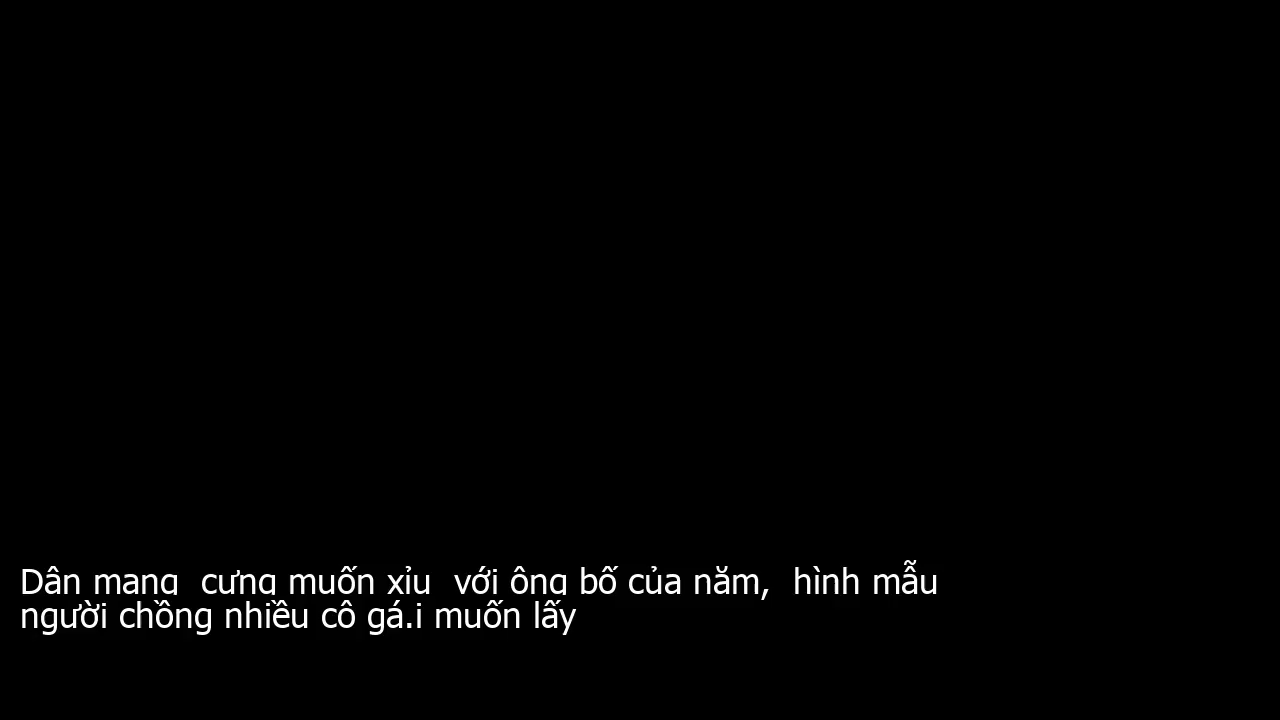 Dân mạng cưng muốn xỉu với ông bố của năm, hình mẫu
người chồng nhiều cô gá.i muốn lấy